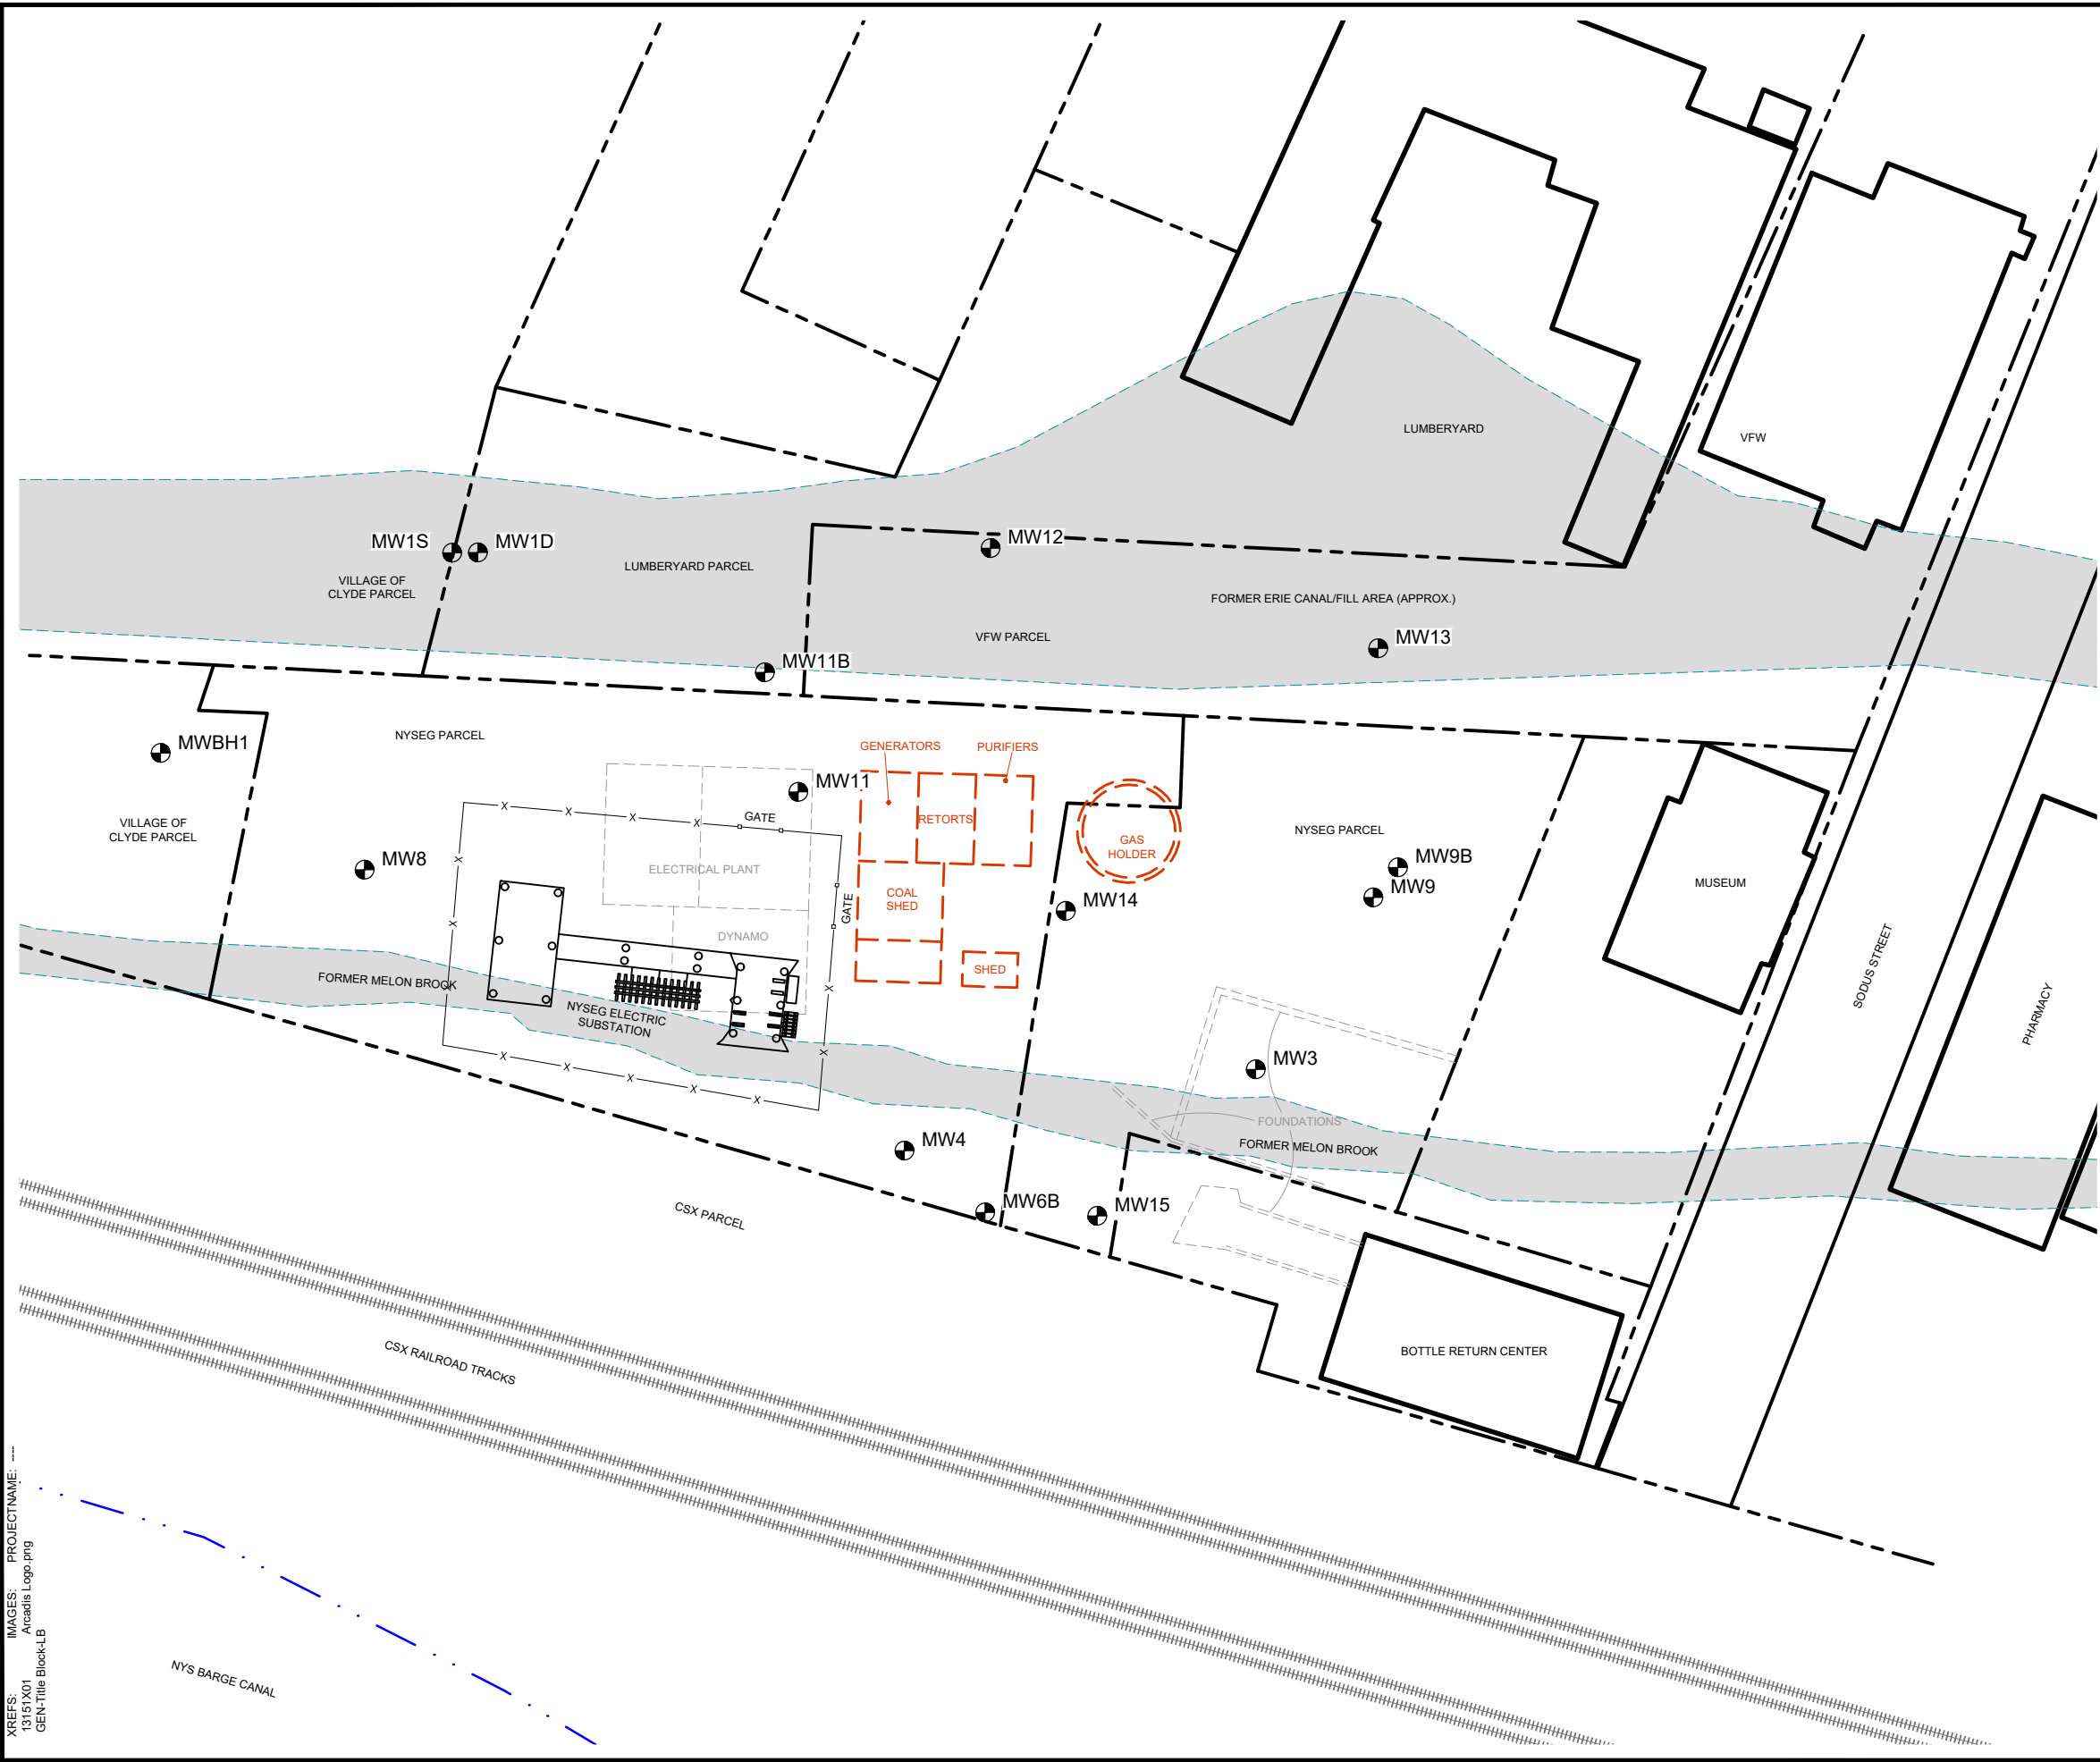 LUMBERYARD
VFW
MW1S
MW1D
MW12
LUMBERYARD PARCEL
VILLAGE OF
CLYDE PARCEL
FORMER ERIE CANAL/FILL AREA (APPROX.)
VFW PARCEL
MW13
MW11B
MWBH1
NYSEG PARCEL
GENERATORS
PURIFIERS
MW11
GATE
RETORTS
VILLAGE OF
CLYDE PARCEL
NYSEG PARCEL
GAS
HOLDER
MW8
ELECTRICAL PLANT
MW9B
MW9
MUSEUM
COAL
SHED
GATE
MW14
DYNAMO
SHED
SODUS STREET
PHARMACY
FORMER MELON BROOK
NYSEG ELECTRIC
SUBSTATION
MW3
FOUNDATIONS
FORMER MELON BROOK
MW4
MW6B
MW15
CSX PARCEL
CSX RAILROAD TRACKS
BOTTLE RETURN CENTER
NYS BARGE CANAL
XREFS: IMAGES: PROJECTNAME: ----
13151X01 Arcadis Logo.png
GEN-Title Block-LB
X X X X
X X
X X
X X X X X